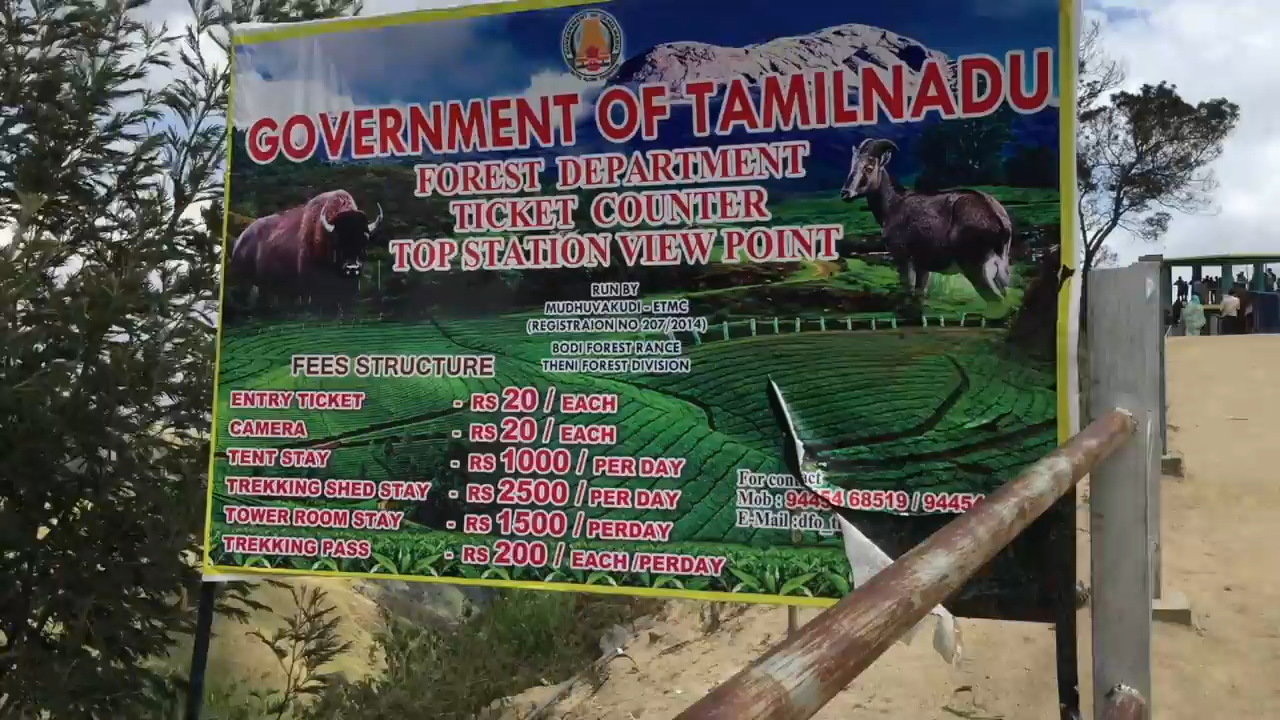 GOVERNMENT OF TAMILNADU
FOREST DEPARTMENT
TICKET COUNTER
TOP STATION VIEW POINT
RUN BY
MUDHUVAKUDI - ETMC
(REGISTRAION NO 207/2014)
BODI FOREST RANCE
THENI FOREST DIVISION
FEES STRUCTURE
ENTRY TICKET - RS 20 / EACH
CAMERA - RS 20 / EACH
TENT STAY - RS 1000 / PER DAY
TREKKING SHED STAY - RS 2500 / PER DAY
TOWER ROOM STAY - RS 1500 / PERDAY
TREKKING PASS - RS 200 / EACH /PERDAY
For contact
Mob : 94454 68519 / 94454
E-Mail :dfo_t